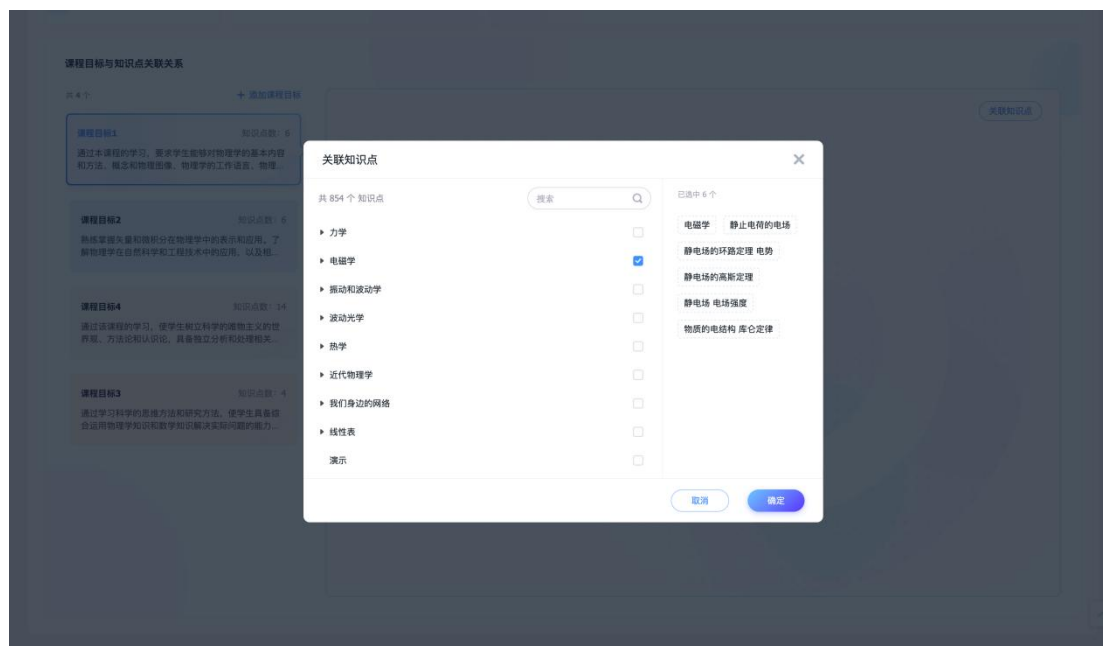 课程目标与知识点关联关系
共 4 个
+ 添加课程目标
关联知识点
课程目标1
知识点数: 6
通过本课程的学习，要求学生能够对物理学的基本内容
和方法、概念和物理图像、物理学的工作语言、物理...
课程目标2
知识点数: 6
熟练掌握矢量和微积分在物理学中的表示和应用。了
解物理学在自然科学和工程技术中的应用，以及相...
课程目标4
知识点数: 14
通过该课程的学习，使学生树立科学的唯物主义的世
界观、方法论和认识论，具备独立分析和处理相关...
课程目标3
知识点数: 4
通过学习科学的思维方法和研究方法，使学生具备综
合运用物理学知识和数学知识解决实际问题的能力...
关联知识点
共 854 个 知识点
搜索
力学
电磁学
振动和波动学
波动光学
热学
近代物理学
我们身边的网络
线性表
演示
已选中 6 个
电磁学 静止电荷的电场
静电场的环路定理 电势
静电场的高斯定理
静电场 电场强度
物质的电结构 库仑定律
取消
确定